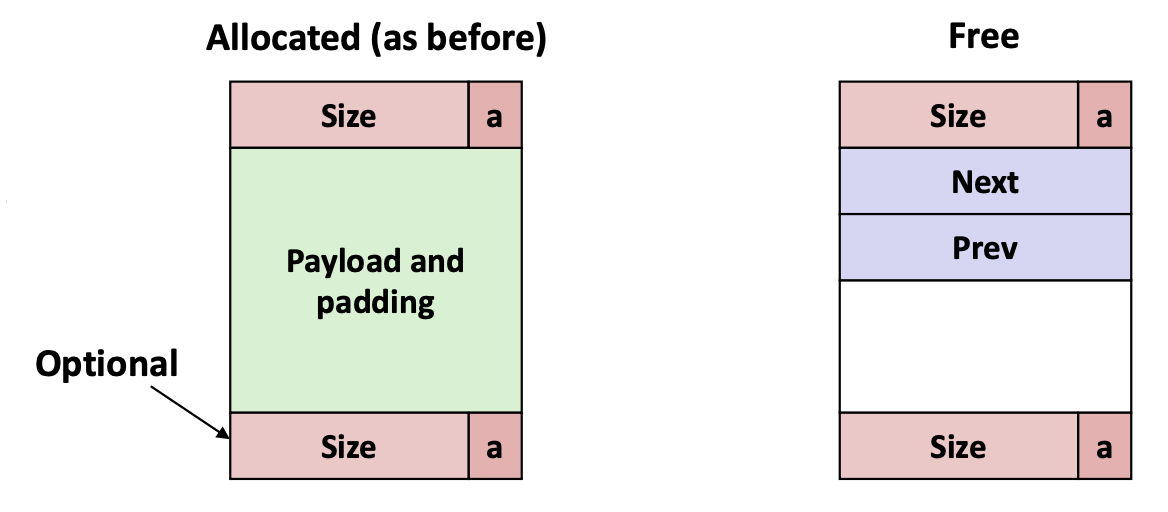 Allocated (as before)
Free
Size a
Payload and
padding
Optional
Size a
Size a
Next
Prev
Size a